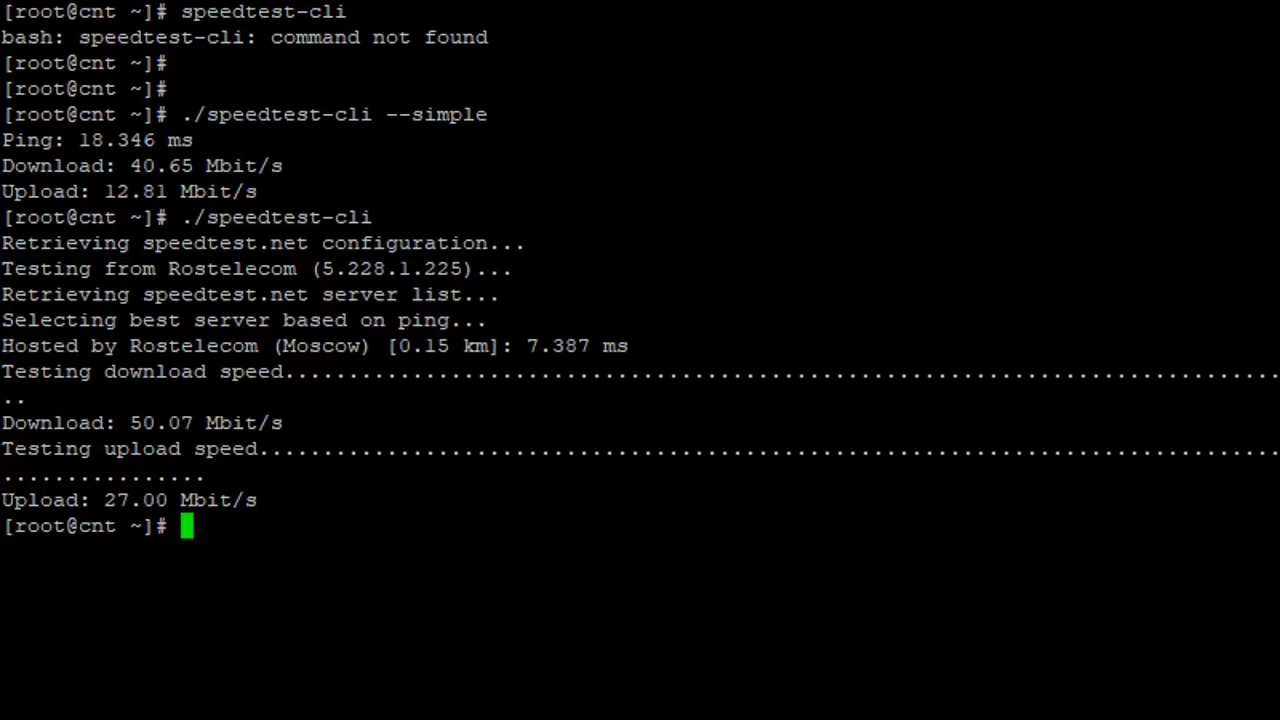 [root@cnt ~]# speedtest-cli
bash: speedtest-cli: command not found
[root@cnt ~]#
[root@cnt ~]#
[root@cnt ~]# ./speedtest-cli --simple
Ping: 18.346 ms
Download: 40.65 Mbit/s
Upload: 12.81 Mbit/s
[root@cnt ~]# ./speedtest-cli
Retrieving speedtest.net configuration...
Testing from Rostelecom (5.228.1.225)...
Retrieving speedtest.net server list...
Selecting best server based on ping...
Hosted by Rostelecom (Moscow) [0.15 km]: 7.387 ms
Testing download speed..............................................................................
..
Download: 50.07 Mbit/s
Testing upload speed................................................................................
................
Upload: 27.00 Mbit/s
[root@cnt ~]#